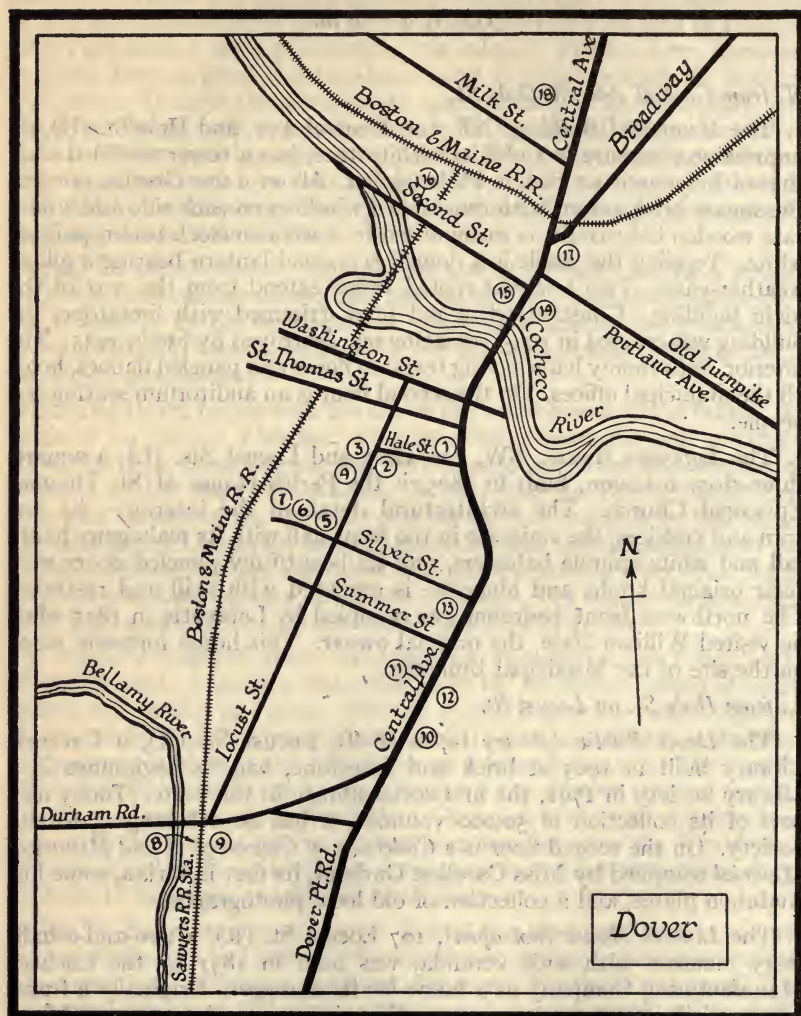 Milk St.
18
Central Ave
Broadway
Boston & Maine R.R.
16
Second St.
17
15
14
Cocheco
River
Old Turnpike
Portland Ave.
Washington St.
St. Thomas St.
Hale St.
1
3
4
2
Boston & Maine R.R.
7
6
5
Silver St.
N
Summer St
13
11
12
10
Central Ave.
Bellamy River
Locust St.
Durham Rd.
8
9
Sawyers R.R. Sta.
Dover Pt. Rd.
Dover